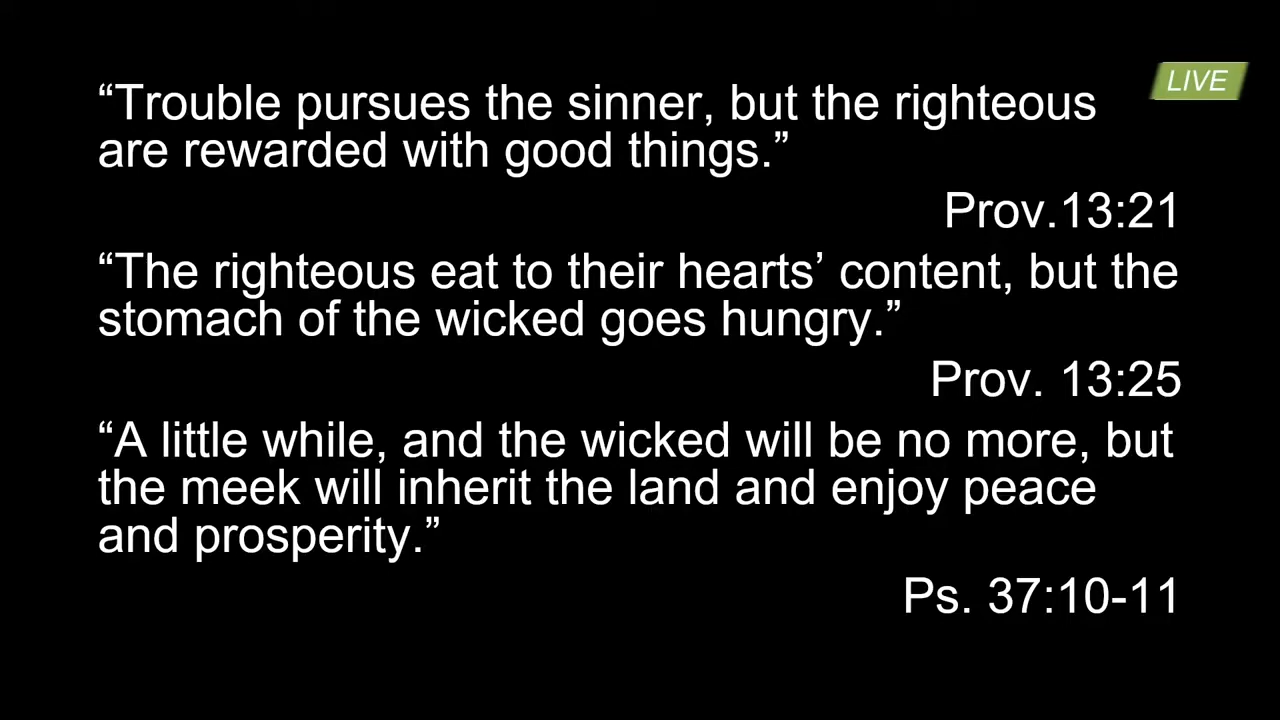 LIVE
“Trouble pursues the sinner, but the righteous
are rewarded with good things.”
Prov.13:21
“The righteous eat to their hearts’ content, but the
stomach of the wicked goes hungry.”
Prov. 13:25
“A little while, and the wicked will be no more, but
the meek will inherit the land and enjoy peace
and prosperity.”
Ps. 37:10-11